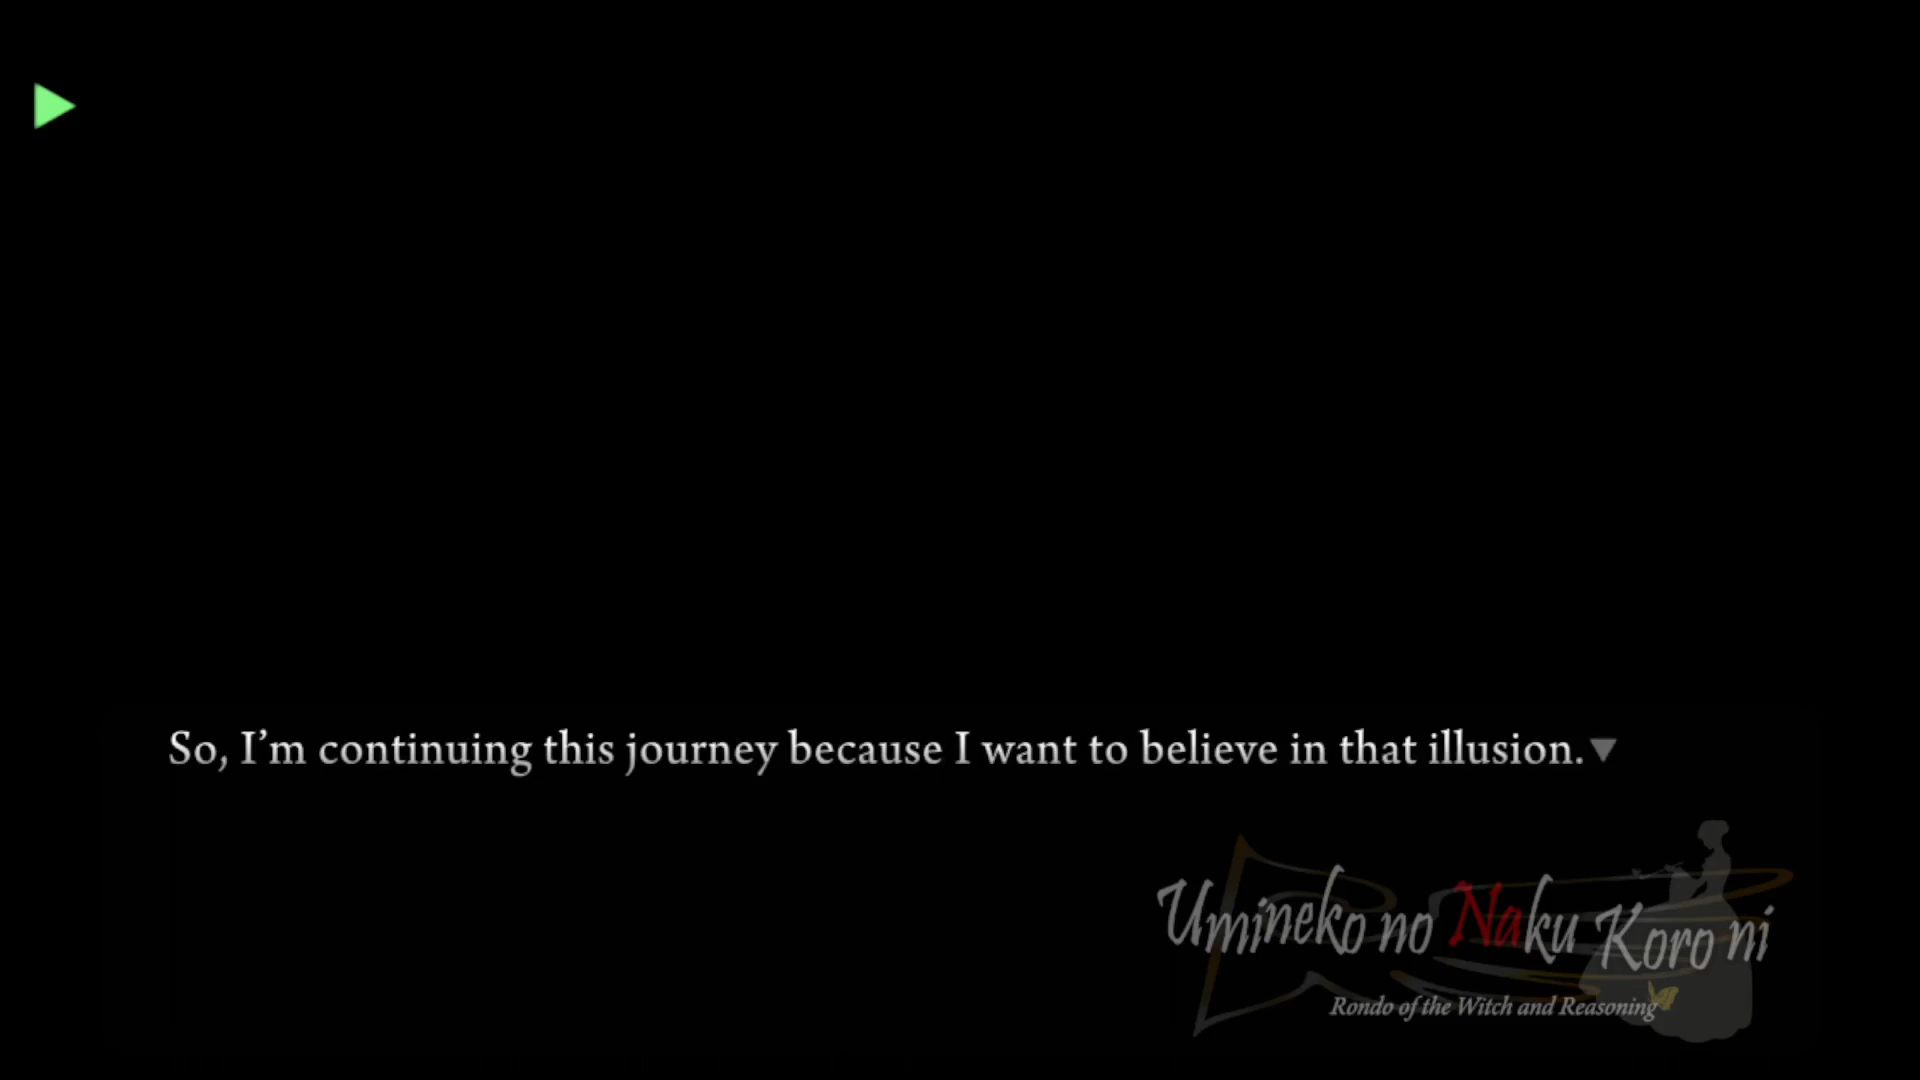 So, I’m continuing this journey because I want to believe in that illusion.
Umineko no Naku Koro ni
Rondo of the Witch and Reasoning